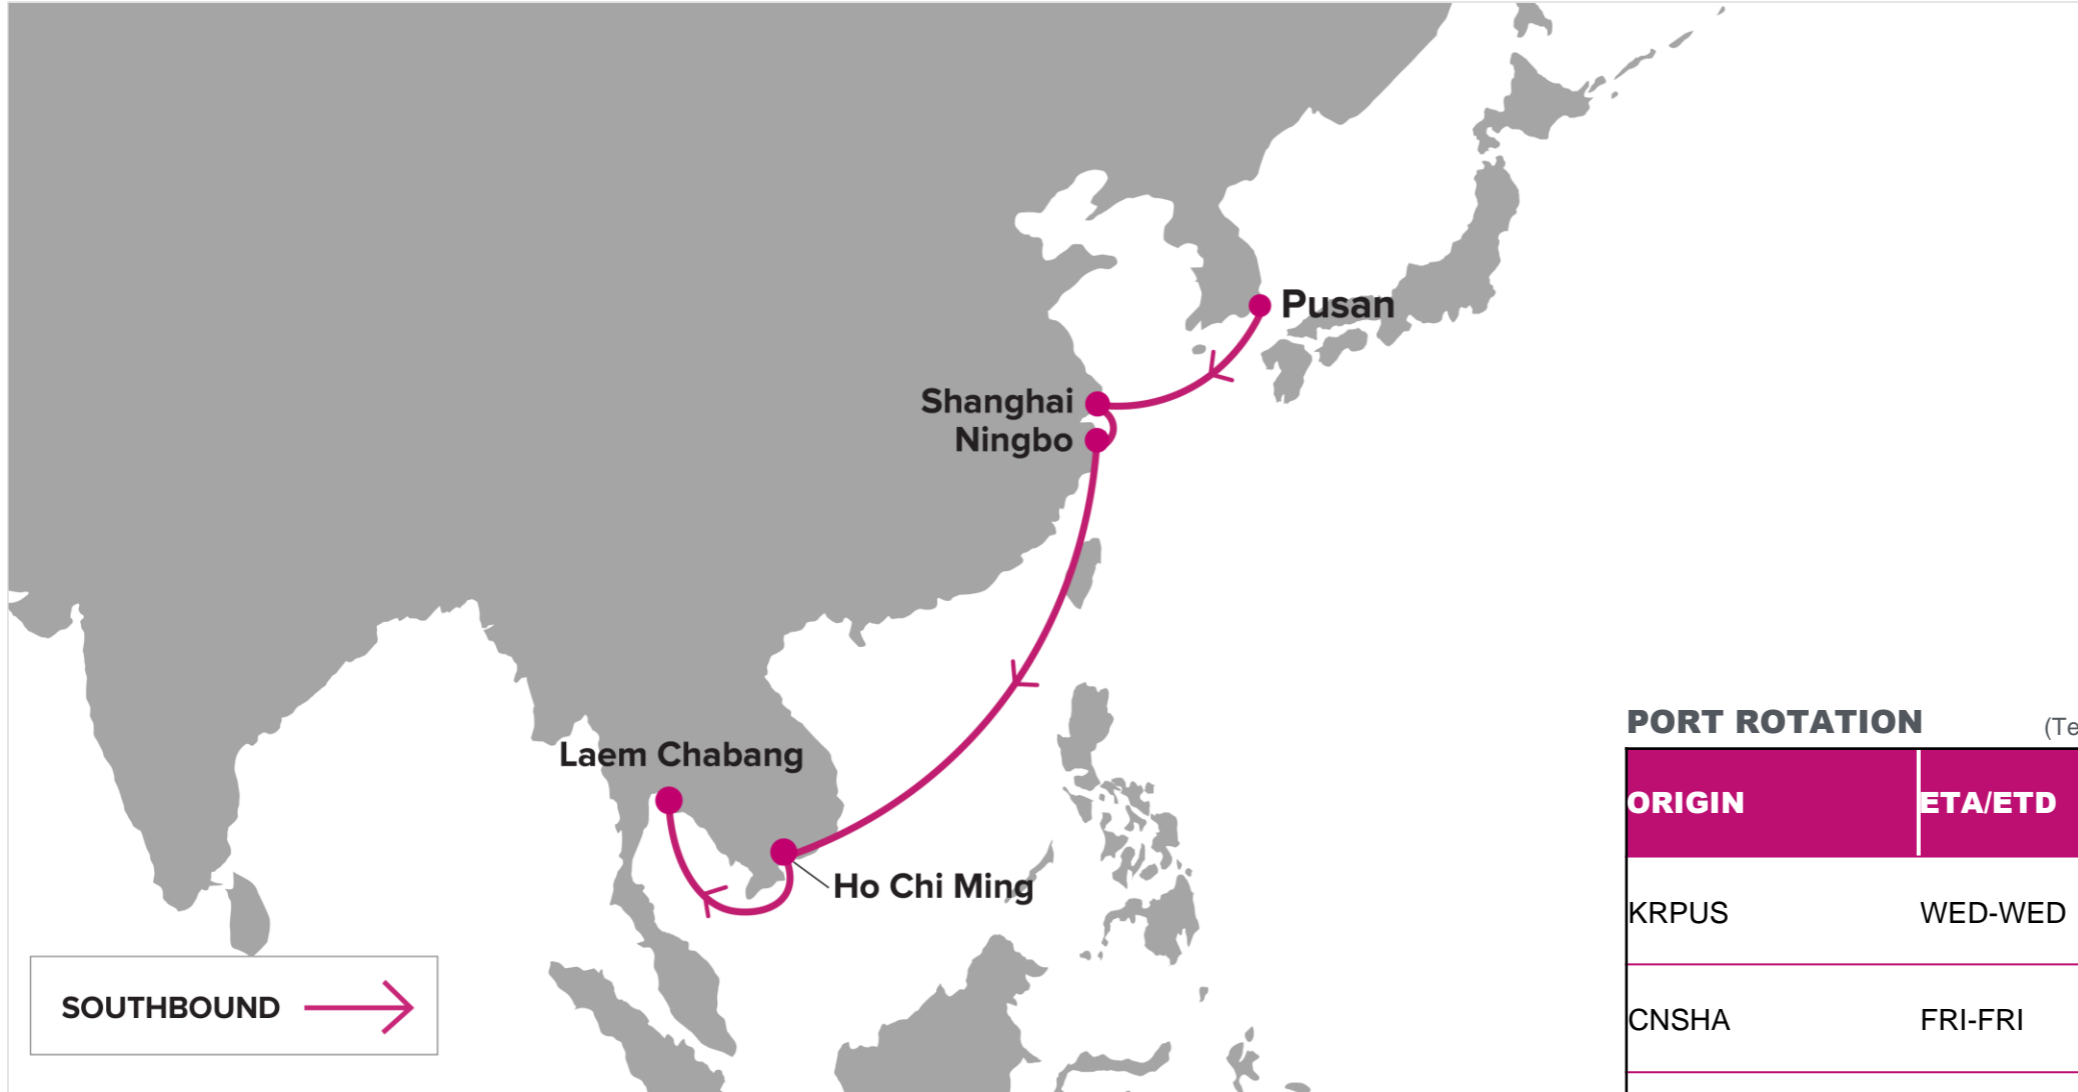 Pusan
Shanghai
Ningbo
Laem Chabang
Ho Chi Ming
SOUTHBOUND
PORT ROTATION (Te
ORIGIN ETA/ETD
KRPUS WED-WED
CNSHA FRI-FRI